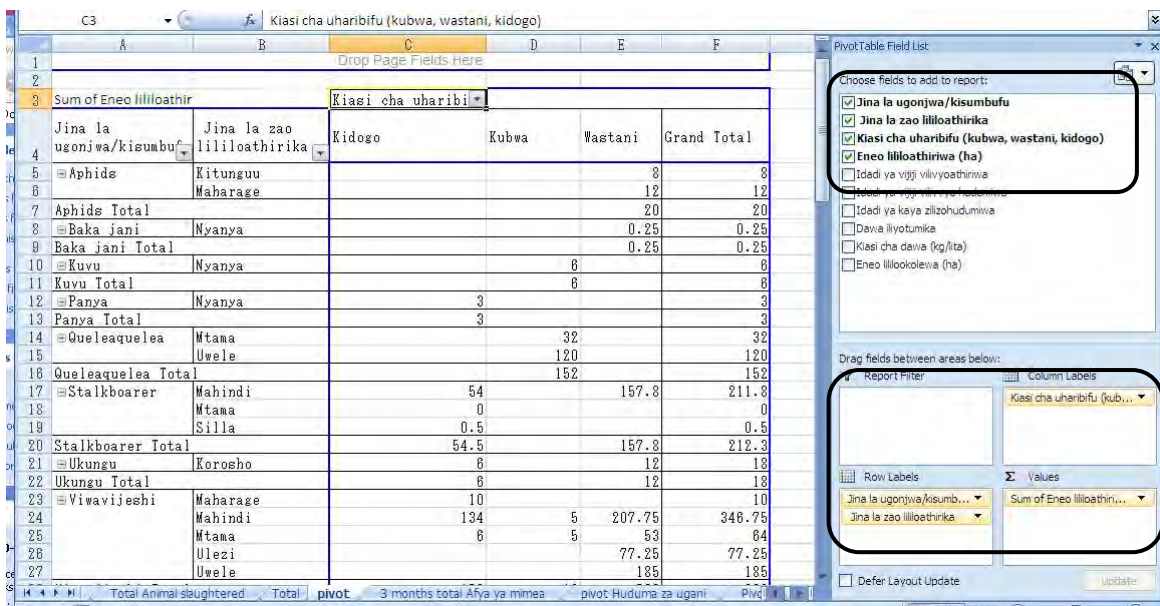 C3 fx Kiasi cha uharibifu (kubwa, wastani, kidogo)
A B C D E F
1 Drop Page Fields Here
2
3 Sum of Eneo lililoathir Kiasi cha uharibi
4 Jina la ugonjwa/kisumbuf Jina la zao lililoathirika Kidogo Kubwa Wastani Grand Total
5 Aphids Kitunguu 8 8
6 Maharage 12 12
7 Aphids Total 20 20
8 Baka jani Nyanya 0.25 0.25
9 Baka jani Total 0.25 0.25
10 Kuvu Nyanya 6 6
11 Kuvu Total 6 6
12 Panya Nyanya 3 3
13 Panya Total 3 3
14 Queleaquelea Mtama 32 32
15 Uwele 120 120
16 Queleaquelea Total 152 152
17 Stalkboarer Mahindi 54 157.8 211.8
18 Mtama 0 0
19 Silla 0.5 0.5
20 Stalkboarer Total 54.5 157.8 212.3
21 Ukungu Korosho 6 12 18
22 Ukungu Total 6 12 18
23 Viwavijeshi Maharage 10 10
24 Mahindi 134 5 207.75 346.75
25 Mtama 6 5 53 64
26 Ulezi 77.25 77.25
27 Uwele 185 185
Total Animal slaughtered Total pivot 3 months total Afya ya mimea pivot Huduma za ugani
PivotTable Field List
Choose fields to add to report:
Jina la ugonjwa/kisumbufu
Jina la zao lililoathirika
Kiasi cha uharibifu (kubwa, wastani, kidogo)
Eneo lililoathiriwa (ha)
Idadi ya vijiji vilivyoathiriwa
Idadi ya vijiji
Idadi ya kaya zilizohudumiwa
Dawa iliyotumika
Kiasi cha dawa (kg/lita)
Eneo lililookolewa (ha)
Drag fields between areas below:
Report Filter
Column Labels
Kiasi cha uharibifu (kub...
Row Labels
Σ Values
Jina la ugonjwa/kisumb...
Sum of Eneo lililoathiri...
Jina la zao lililoathirika
Defer Layout Update
Update